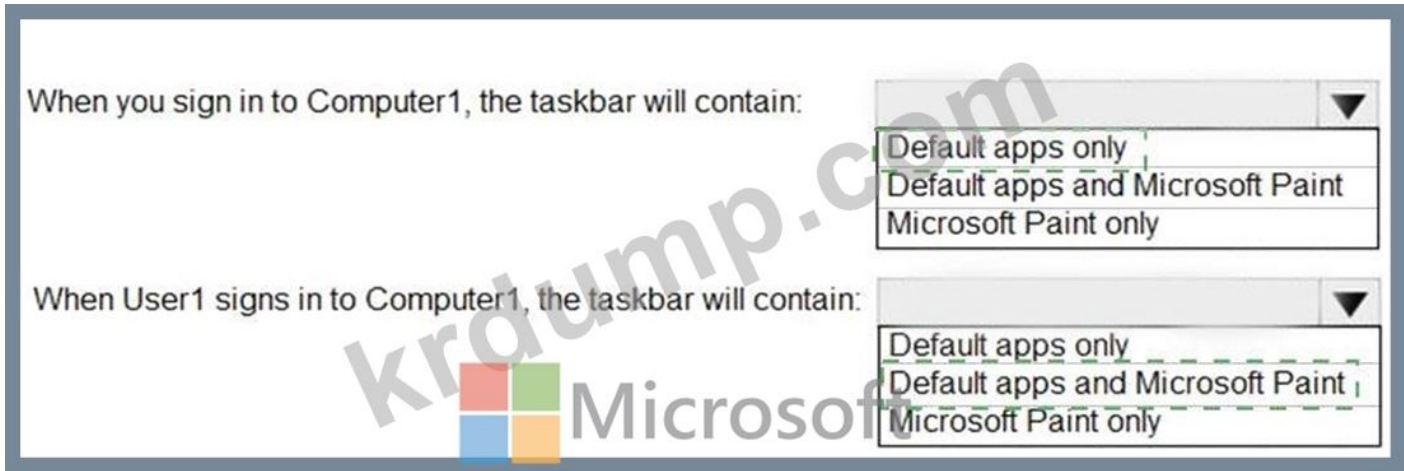 When you sign in to Computer1, the taskbar will contain:
Default apps only
Default apps and Microsoft Paint
Microsoft Paint only
When User1 signs in to Computer1, the taskbar will contain:
Default apps only
Default apps and Microsoft Paint
Microsoft Paint only
krdump.com
Microsoft